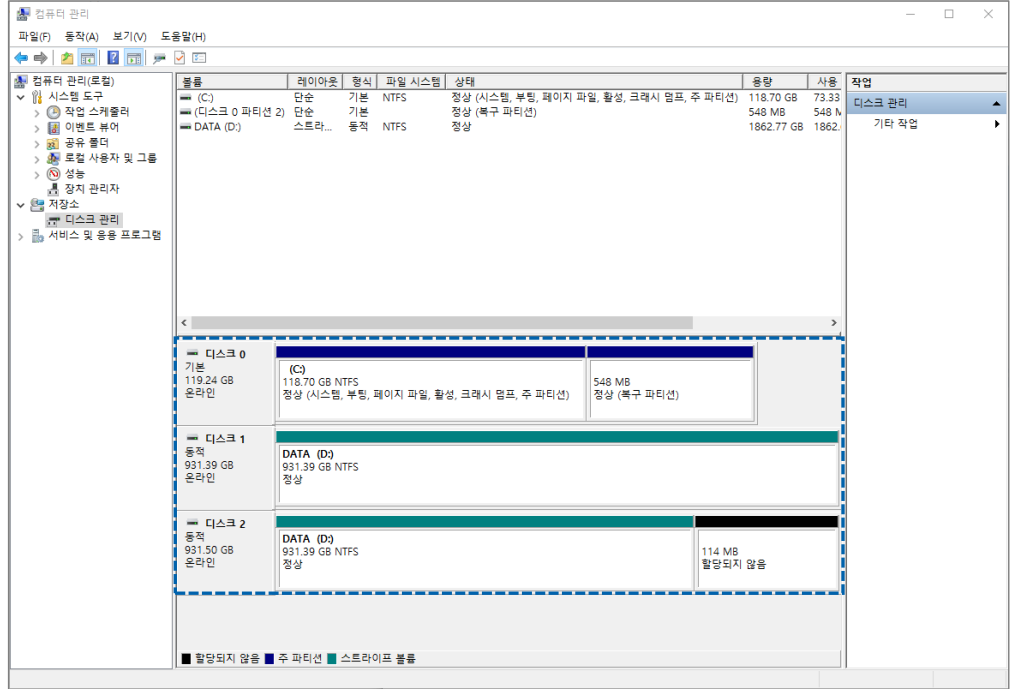 컴퓨터 관리
파일(F) 동작(A) 보기(V) 도움말(H)
컴퓨터 관리(로컬)
시스템 도구
작업 스케줄러
이벤트 뷰어
공유 폴더
로컬 사용자 및 그룹
성능
장치 관리자
저장소
디스크 관리
서비스 및 응용 프로그램
볼륨 레이아웃 형식 파일 시스템 상태 용량 사용
(C:) 단순 기본 NTFS 정상 (시스템, 부팅, 페이지 파일, 활성, 크래시 덤프, 주 파티션) 118.70 GB 73.33
(디스크 0 파티션 2) 단순 기본 정상 (복구 파티션) 548 MB 548 M
DATA (D:) 스트라... 동적 NTFS 정상 1862.77 GB 1862.
작업
디스크 관리
기타 작업
디스크 0
기본
119.24 GB
온라인
(C:)
118.70 GB NTFS
정상 (시스템, 부팅, 페이지 파일, 활성, 크래시 덤프, 주 파티션)
548 MB
정상 (복구 파티션)
디스크 1
동적
931.39 GB
온라인
DATA (D:)
931.39 GB NTFS
정상
디스크 2
동적
931.50 GB
온라인
DATA (D:)
931.39 GB NTFS
정상
114 MB
할당되지 않음
할당되지 않음 주 파티션 스트라이프 볼륨